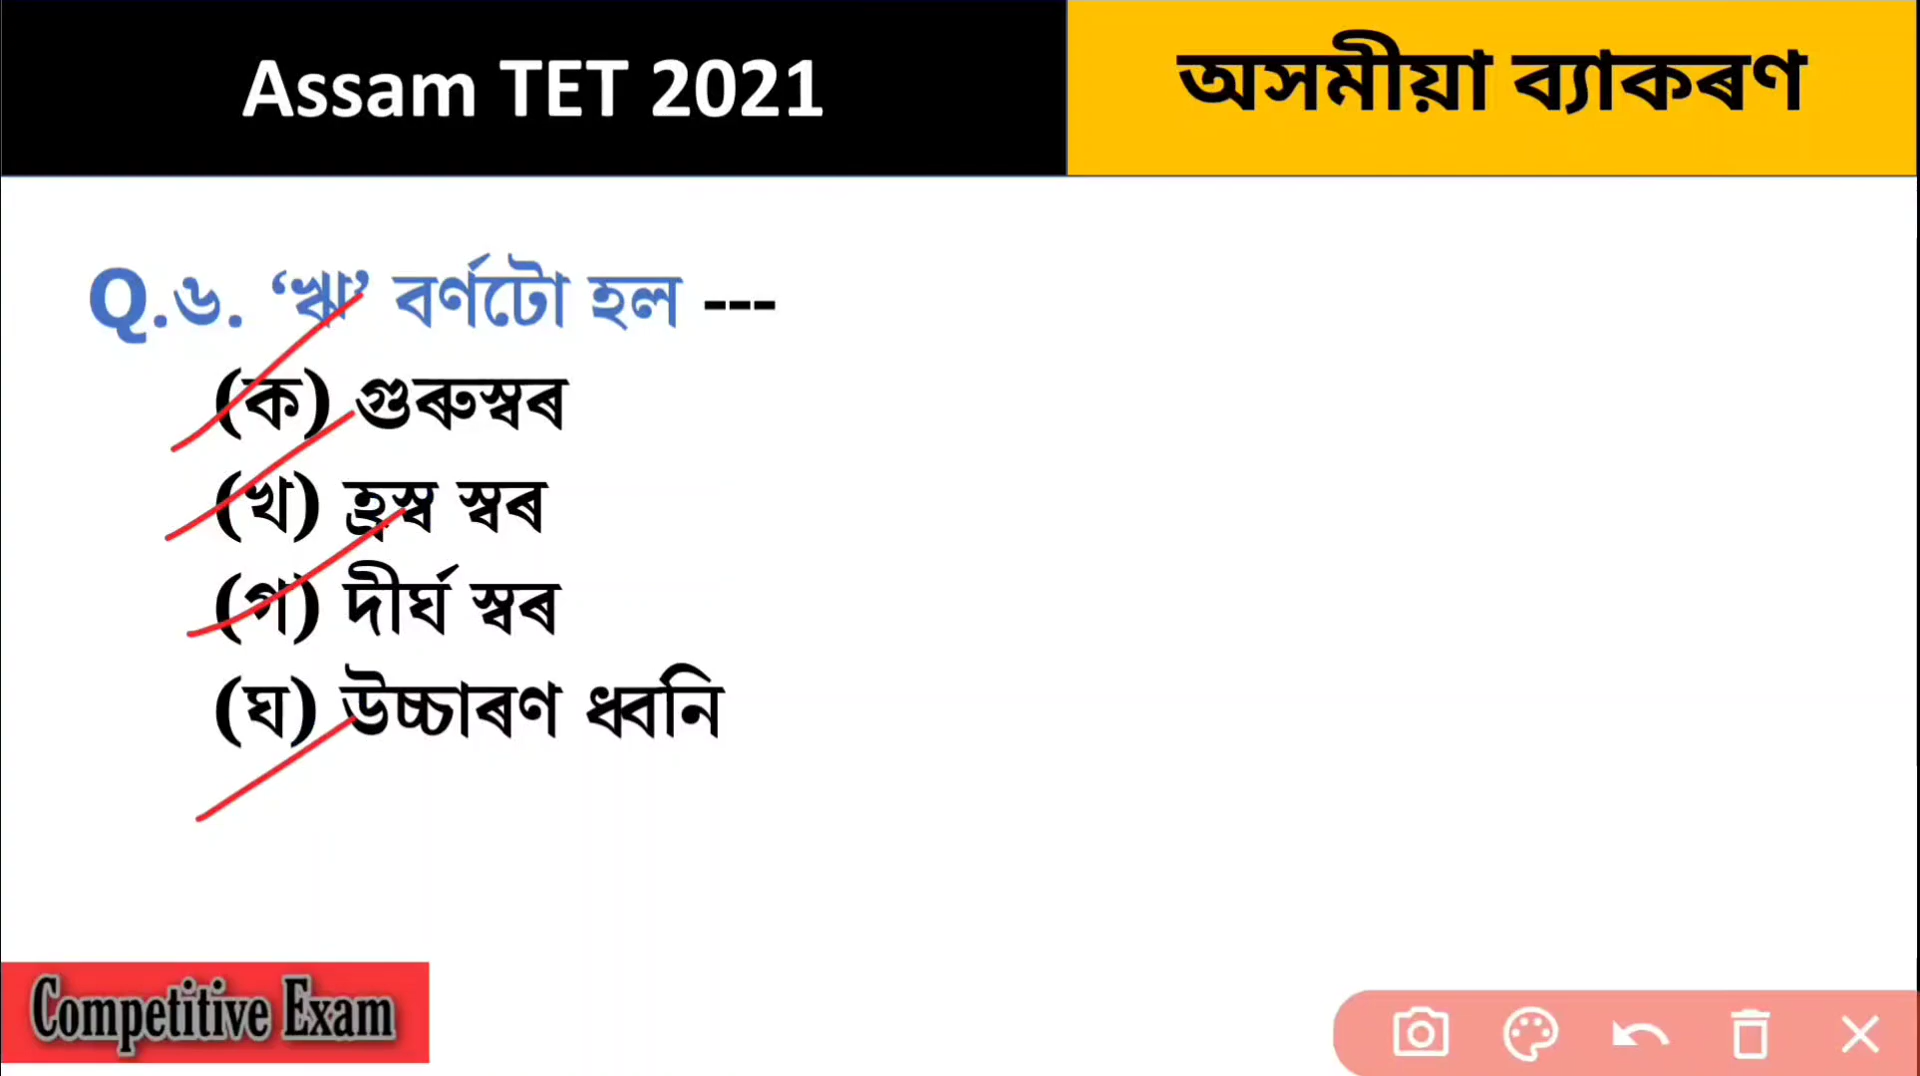 Assam TET 2021
অসমীয়া ব্যাকৰণ
Q.৬. ‘ঋ’ বৰ্ণটো হল ---
(ক) গুৰুস্বৰ
(খ) হ্ৰস্ব স্বৰ
(গ) দীৰ্ঘ স্বৰ
(ঘ) উচ্চাৰণ ধ্বনি
Competitive Exam